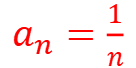 aₙ = 1/n